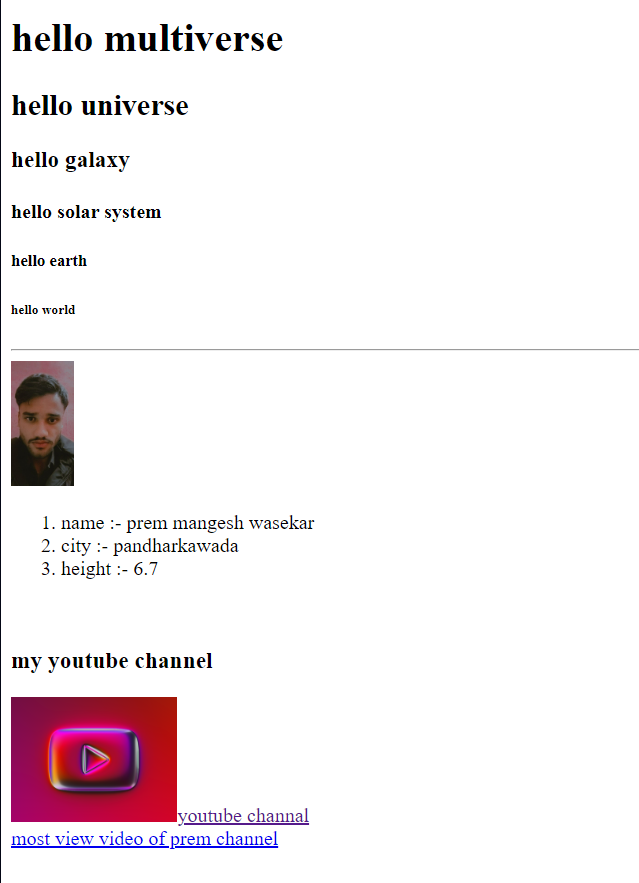 hello multiverse
hello universe
hello galaxy
hello solar system
hello earth
hello world
1. name :- prem mangesh wasekar
2. city :- pandharkawada
3. height :- 6.7
my youtube channel
youtube channal
most view video of prem channel